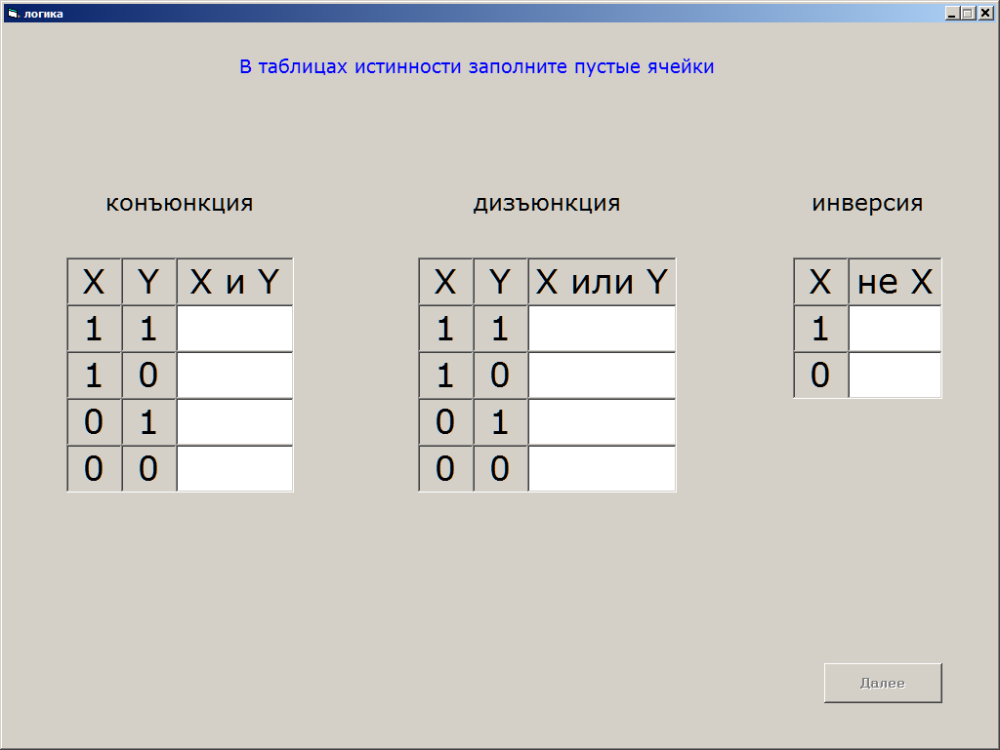 логика
В таблицах истинности заполните пустые ячейки
конъюнкция дизъюнкция инверсия
X Y X и Y X Y X или Y X не X
1 1 1 1 1
1 0 1 0 0
0 1 0 1
0 0 0 0
Далее